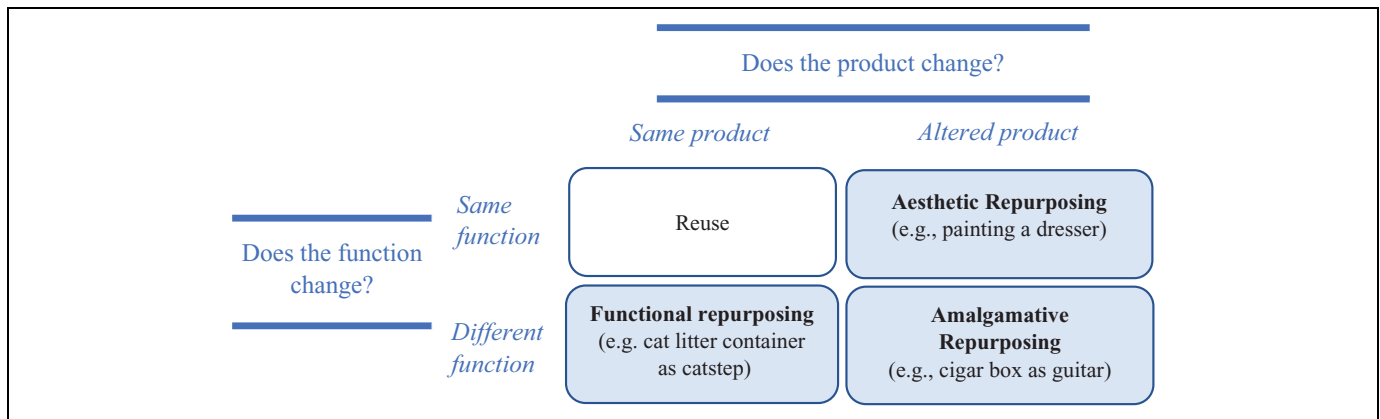 Does the product change?
Same product
Altered product
Same
function
Reuse
Aesthetic Repurposing
(e.g., painting a dresser)
Does the function
change?
Different
function
Functional repurposing
(e.g. cat litter container
as catstep)
Amalgamative
Repurposing
(e.g., cigar box as guitar)